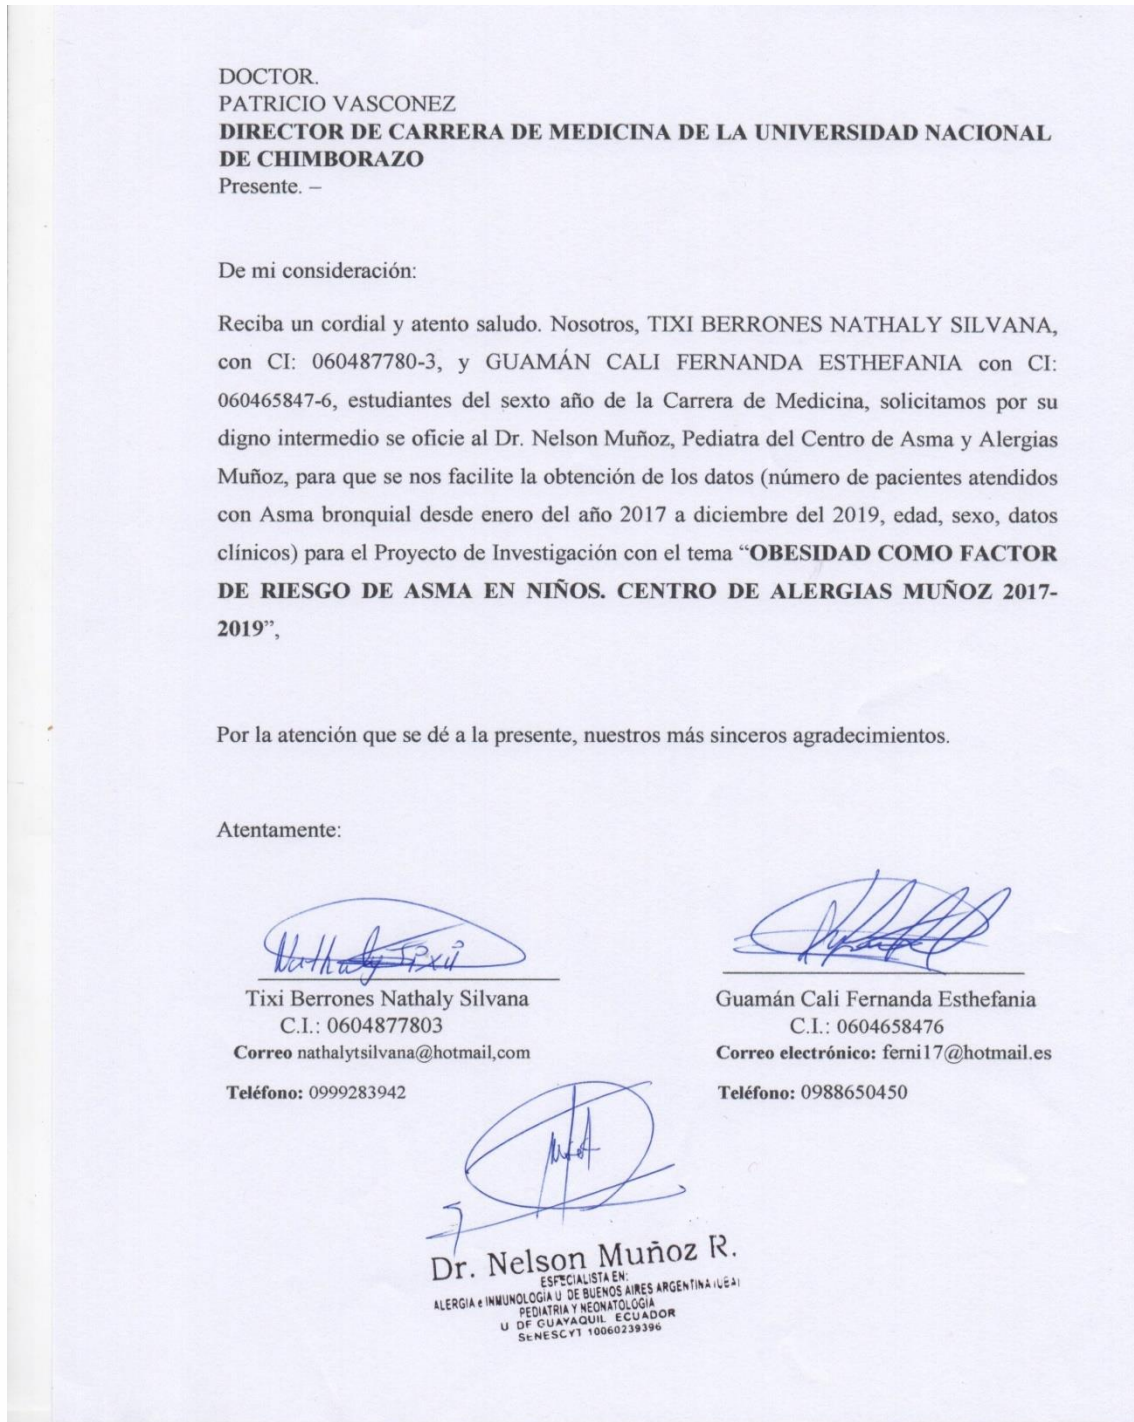 DOCTOR.
PATRICIO VASCONEZ
DIRECTOR DE CARRERA DE MEDICINA DE LA UNIVERSIDAD NACIONAL
DE CHIMBORAZO
Presente. –
De mi consideración:
Reciba un cordial y atento saludo. Nosotros, TIXI BERRONES NATHALY SILVANA,
con CI: 060487780-3, y GUAMÁN CALI FERNANDA ESTHEFANIA con CI:
060465847-6, estudiantes del sexto año de la Carrera de Medicina, solicitamos por su
digno intermedio se oficie al Dr. Nelson Muñoz, Pediatra del Centro de Asma y Alergias
Muñoz, para que se nos facilite la obtención de los datos (número de pacientes atendidos
con Asma bronquial desde enero del año 2017 a diciembre del 2019, edad, sexo, datos
clínicos) para el Proyecto de Investigación con el tema “OBESIDAD COMO FACTOR
DE RIESGO DE ASMA EN NIÑOS. CENTRO DE ALERGIAS MUÑOZ 2017-
2019”,
Por la atención que se dé a la presente, nuestros más sinceros agradecimientos.
Atentamente:
Nathaly Tixi
Tixi Berrones Nathaly Silvana
C.I.: 0604877803
Correo nathalytsilvana@hotmail,com
Teléfono: 0999283942
Guamán Cali Fernanda Esthefania
C.I.: 0604658476
Correo electrónico: ferni17@hotmail.es
Teléfono: 0988650450
Dr. Nelson Muñoz R.
ESPECIALISTA EN:
ALERGIA e INMUNOLOGIA U DE BUENOS AIRES ARGENTINA (UBA)
PEDIATRIA Y NEONATOLOGIA
U DE GUAYAQUIL ECUADOR
SENESCYT 10060239396